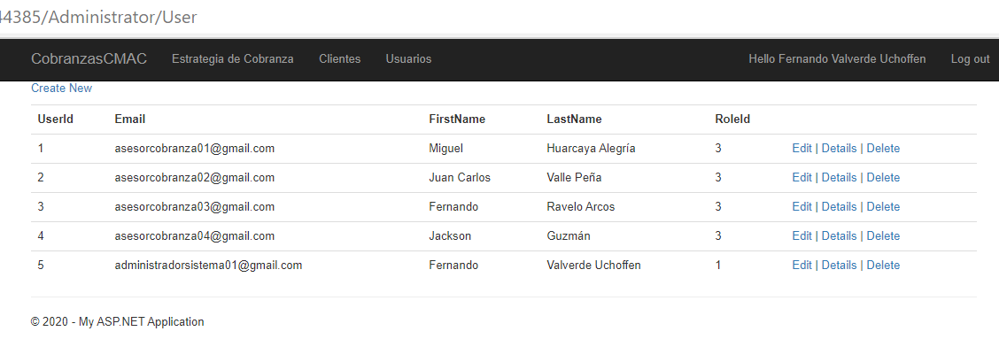 44385/Administrator/User
CobranzasCMAC Estrategia de Cobranza Clientes Usuarios Hello Fernando Valverde Uchoffen Log out
Create New
UserId Email FirstName LastName RoleId
1 asesorcobranza01@gmail.com Miguel Huarcaya Alegría 3 Edit | Details | Delete
2 asesorcobranza02@gmail.com Juan Carlos Valle Peña 3 Edit | Details | Delete
3 asesorcobranza03@gmail.com Fernando Ravelo Arcos 3 Edit | Details | Delete
4 asesorcobranza04@gmail.com Jackson Guzmán 3 Edit | Details | Delete
5 administradorsistema01@gmail.com Fernando Valverde Uchoffen 1 Edit | Details | Delete
© 2020 - My ASP.NET Application